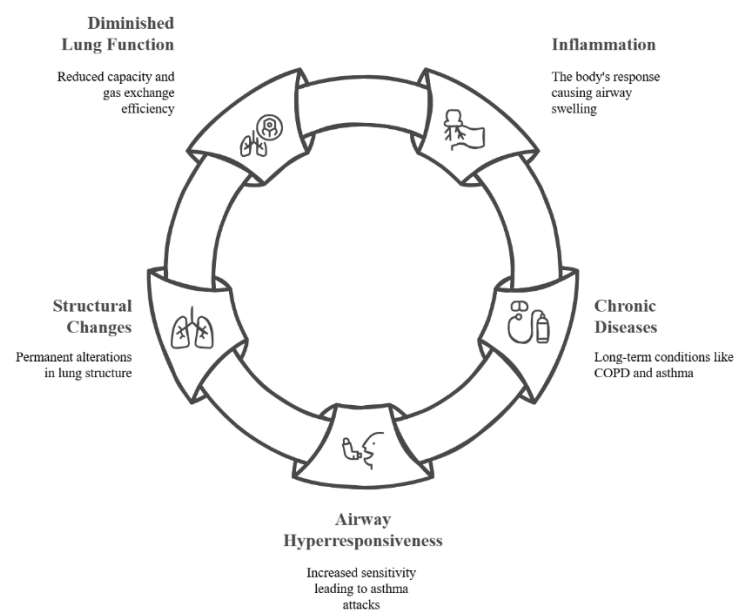 Diminished
Lung Function
Reduced capacity and
gas exchange
efficiency
Inflammation
The body's response
causing airway
swelling
Structural
Changes
Permanent alterations
in lung structure
Chronic
Diseases
Long-term conditions like
COPD and asthma
Airway
Hyperresponsiveness
Increased sensitivity
leading to asthma
attacks